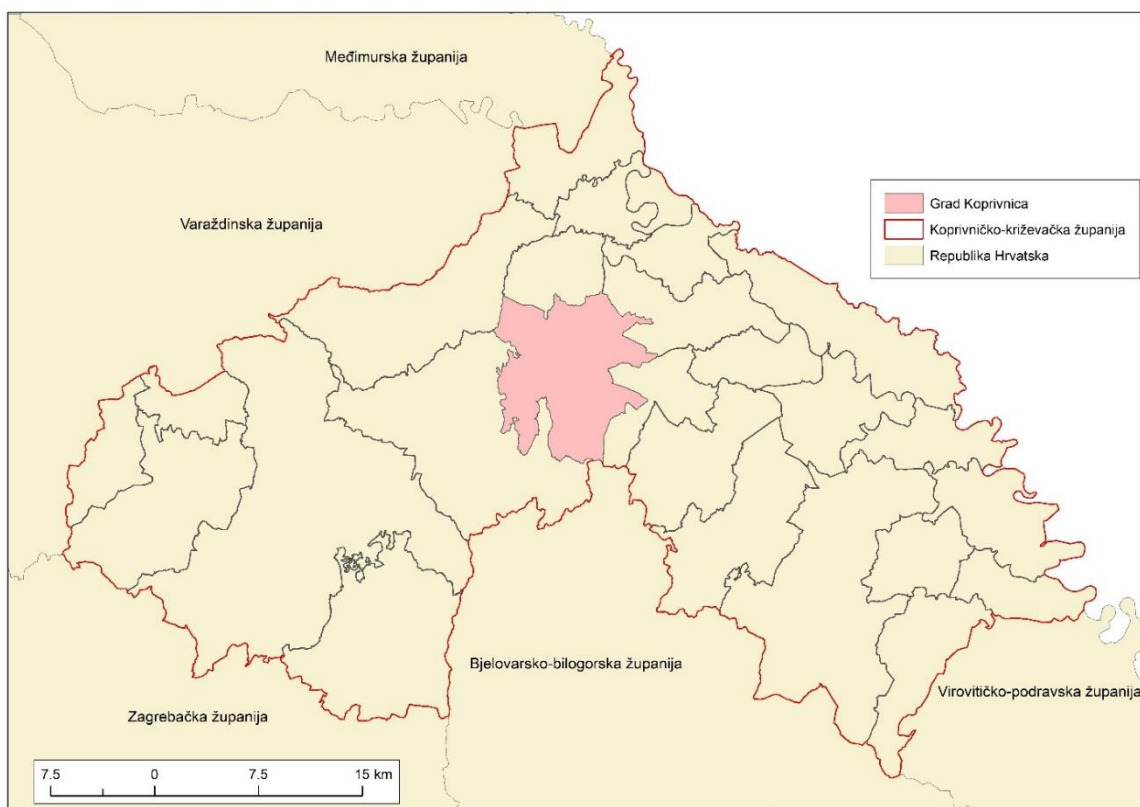 Međimurska županija
Varaždinska županija
Grad Koprivnica
Koprivničko-križevačka županija
Republika Hrvatska
Bjelovarsko-bilogorska županija
Virovitičko-podravska županija
Zagrebačka županija
7.5 0 7.5 15 km